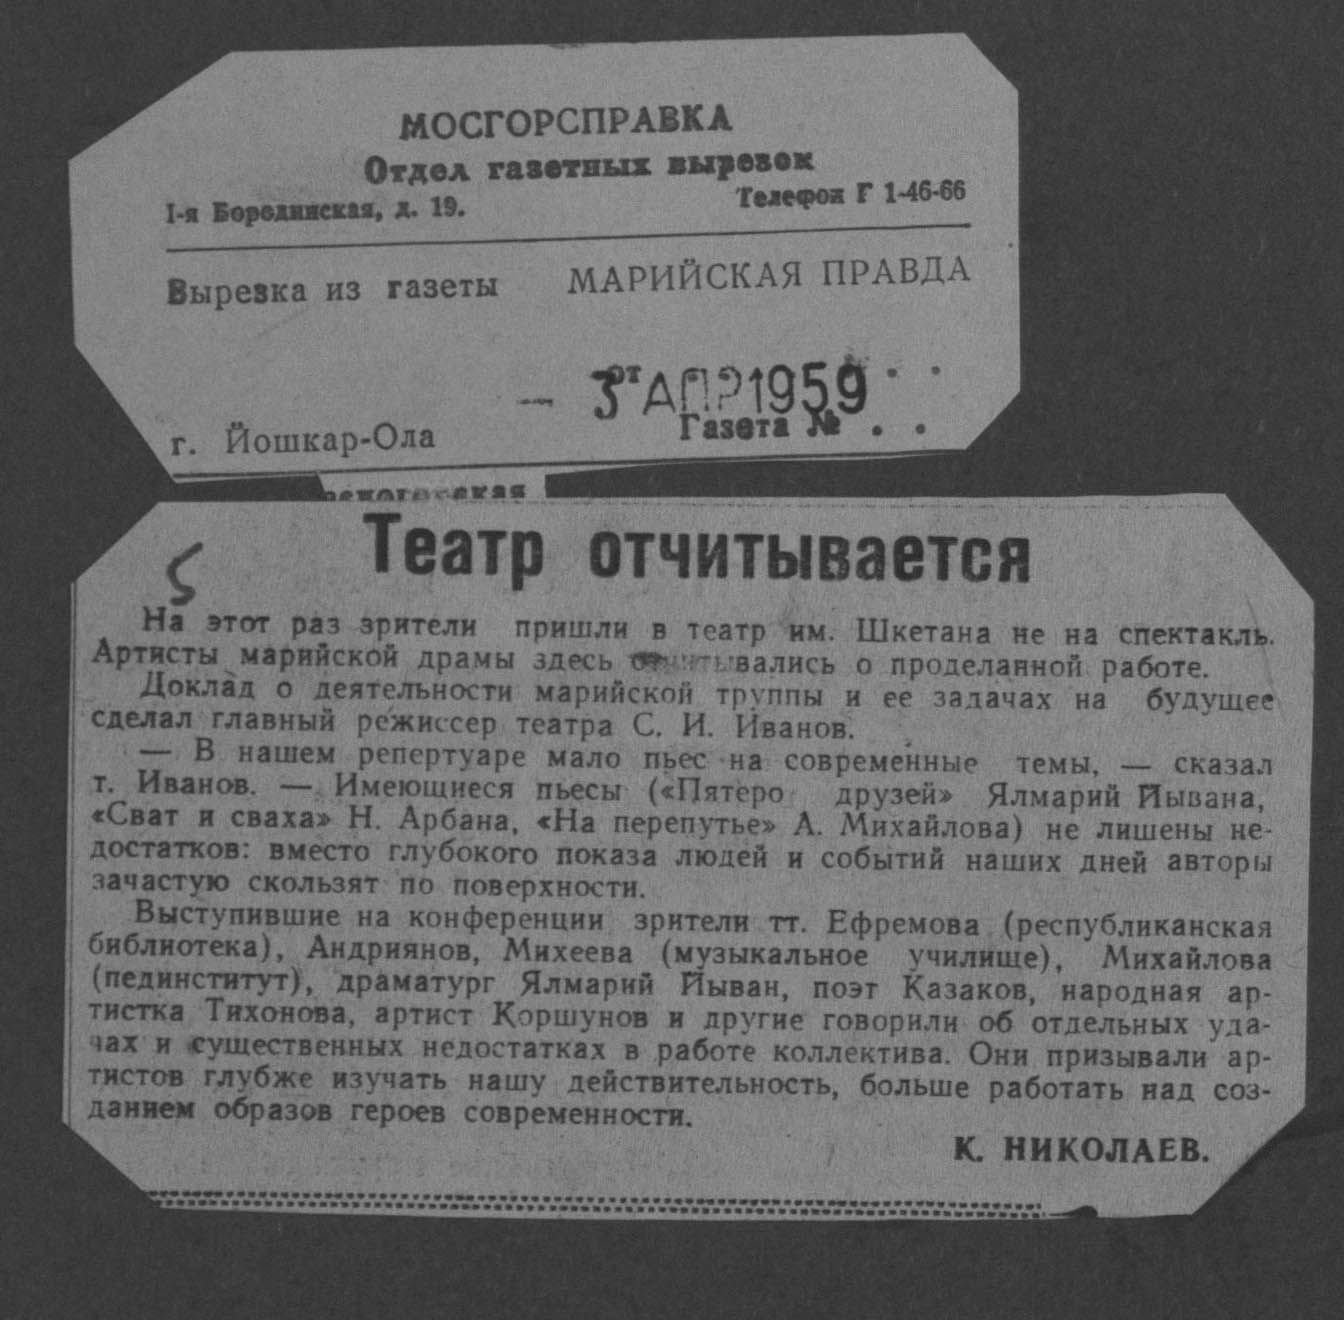 МОСГОРСПРАВКА
Отдел газетных вырезок
1-я Бородинская, д. 19. Телефон Г 1-46-66
Вырезка из газеты МАРИЙСКАЯ ПРАВДА
от
- 3 АПР 1959 . .
г. Йошкар-Ола Газета № . .
5
Театр отчитывается
На этот раз зрители пришли в театр им. Шкетана не на спектакль.
Артисты марийской драмы здесь отчитывались о проделанной работе.
Доклад о деятельности марийской труппы и ее задачах на будущее
сделал главный режиссер театра С. И. Иванов.
— В нашем репертуаре мало пьес на современные темы, — сказал
т. Иванов. — Имеющиеся пьесы («Пятеро друзей» Ялмарий Йывана,
«Сват и сваха» Н. Арбана, «На перепутье» А. Михайлова) не лишены не-
достатков: вместо глубокого показа людей и событий наших дней авторы
зачастую скользят по поверхности.
Выступившие на конференции зрители тт. Ефремова (республиканская
библиотека), Андриянов, Михеева (музыкальное училище), Михайлова
(пединститут), драматург Ялмарий Йыван, поэт Казаков, народная ар-
тистка Тихонова, артист Коршунов и другие говорили об отдельных уда-
чах и существенных недостатках в работе коллектива. Они призывали ар-
тистов глубже изучать нашу действительность, больше работать над соз-
данием образов героев современности.
К. НИКОЛАЕВ.